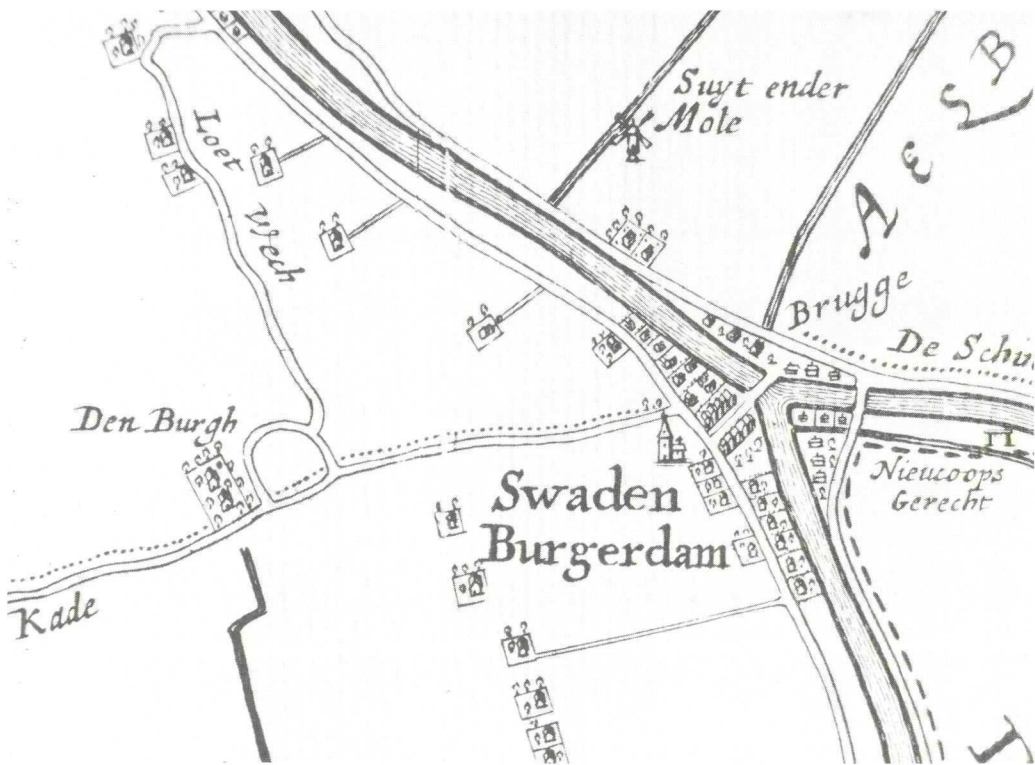 Suyt ender
Mole
Loet
Wech
Brugge
De Schi
Den Burgh
Nieucoops
Gerecht
Swaden
Burgerdam
Kade